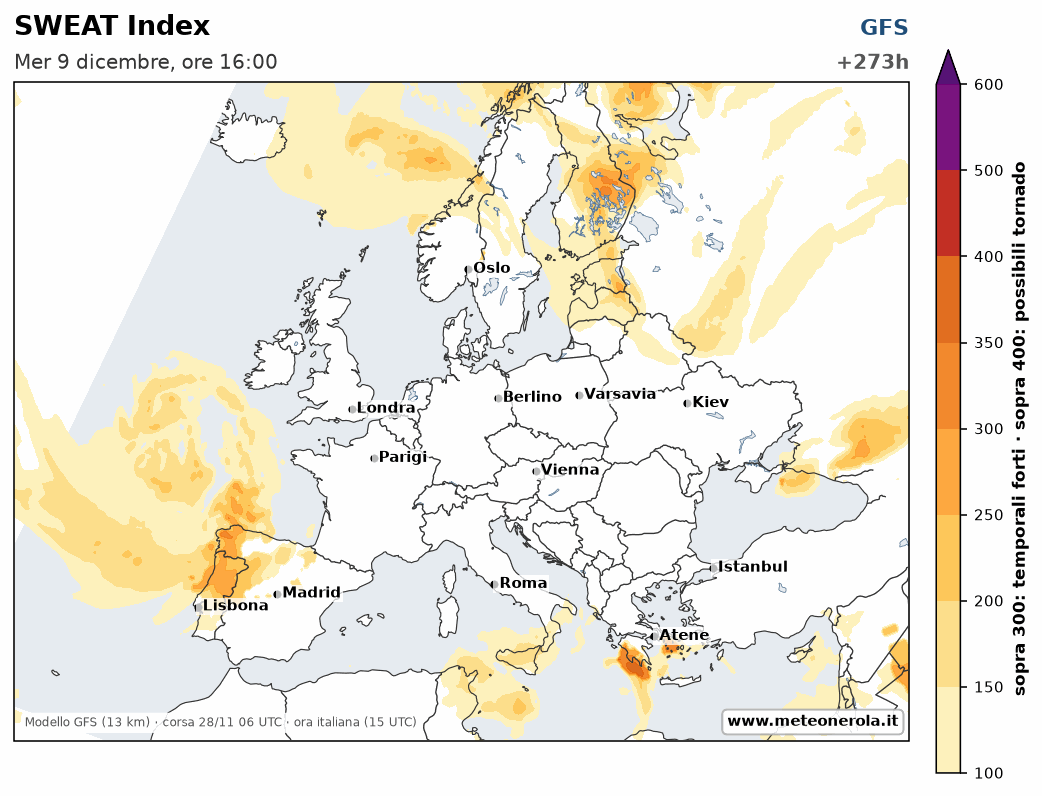 SWEAT Index
GFS
Mer 9 dicembre, ore 16:00
+273h
600
500
400
350
300
250
200
150
100
sopra 300: temporali forti · sopra 400: possibili tornado
Oslo
Londra
Berlino
Varsavia
Kiev
Parigi
Vienna
Istanbul
Roma
Madrid
Lisbona
Atene
Modello GFS (13 km) · corsa 28/11 06 UTC · ora italiana (15 UTC)
www.meteonerola.it